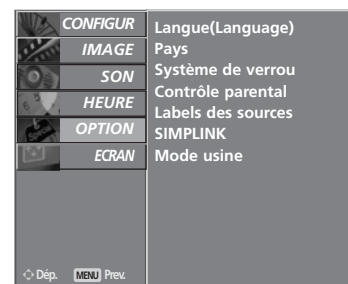 CONFIGUR
IMAGE
SON
HEURE
OPTION
ECRAN
Langue(Language)
Pays
Système de verrou
Contrôle parental
Labels des sources
SIMPLINK
Mode usine
Dép. MENU Prev.